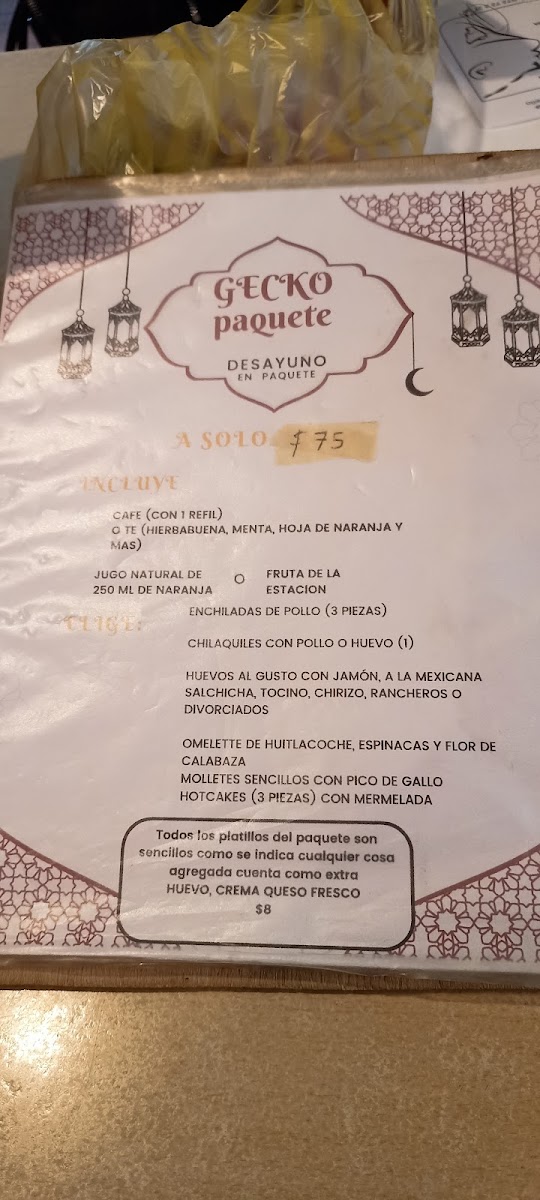 GECKO
paquete
DESAYUNO
EN PAQUETE
A SOLO $75
INCLUYE
CAFE (CON 1 REFIL)
O TE (HIERBABUENA, MENTA, HOJA DE NARANJA Y
MAS)
JUGO NATURAL DE
250 ML DE NARANJA
O
FRUTA DE LA
ESTACION
ELIGE:
ENCHILADAS DE POLLO (3 PIEZAS)
CHILAQUILES CON POLLO O HUEVO (1)
HUEVOS AL GUSTO CON JAMÓN, A LA MEXICANA
SALCHICHA, TOCINO, CHIRIZO, RANCHEROS O
DIVORCIADOS
OMELETTE DE HUITLACOCHE, ESPINACAS Y FLOR DE
CALABAZA
MOLLETES SENCILLOS CON PICO DE GALLO
HOTCAKES (3 PIEZAS) CON MERMELADA
Todos los platillos del paquete son
sencillos como se indica cualquier cosa
agregada cuenta como extra
HUEVO, CREMA QUESO FRESCO
$8